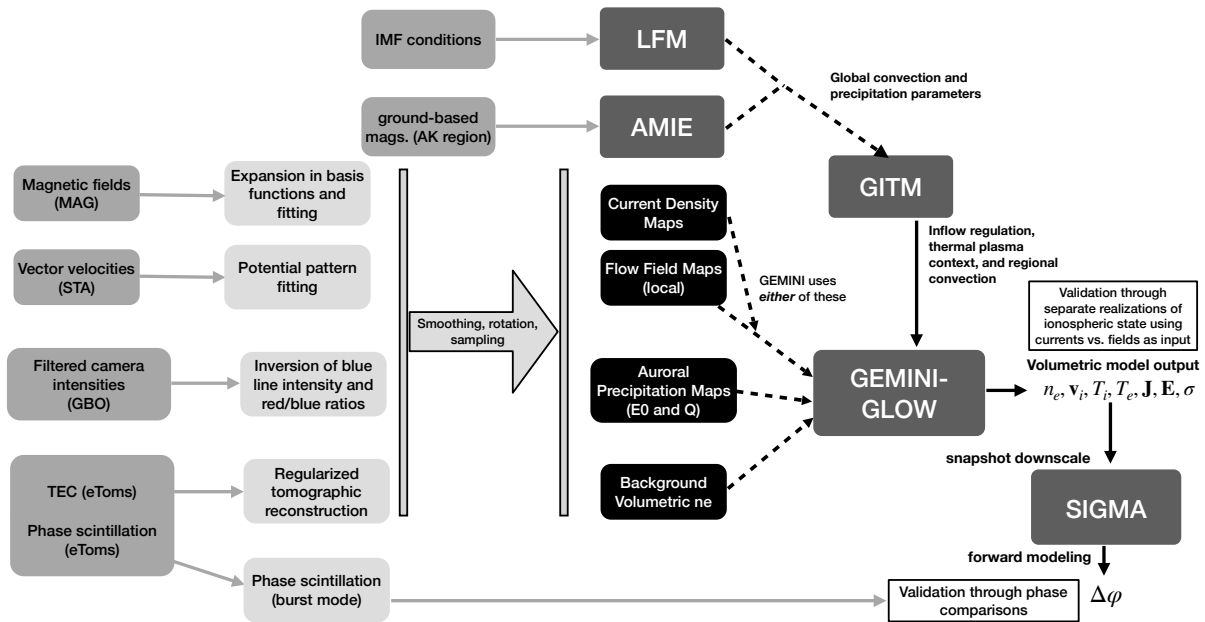 IMF conditions
LFM
Global convection and
precipitation parameters
ground-based
mags. (AK region)
AMIE
GITM
Magnetic fields
(MAG)
Expansion in basis
functions and
fitting
Current Density
Maps
Inflow regulation,
thermal plasma
context, and regional
convection
Vector velocities
(STA)
Potential pattern
fitting
Flow Field Maps
(local)
GEMINI uses
either of these
Smoothing, rotation,
sampling
Validation through
separate realizations of
ionospheric state using
currents vs. fields as input
Filtered camera
intensities
(GBO)
Inversion of blue
line intensity and
red/blue ratios
Auroral
Precipitation Maps
(E0 and Q)
GEMINI-
GLOW
Volumetric model output
nₑ, vᵢ, Tᵢ, Tₑ, J, E, σ
TEC (eToms)
Phase scintillation
(eToms)
Regularized
tomographic
reconstruction
Background
Volumetric ne
snapshot downscale
SIGMA
forward modeling
Phase scintillation
(burst mode)
Validation through phase
comparisons
Δφ